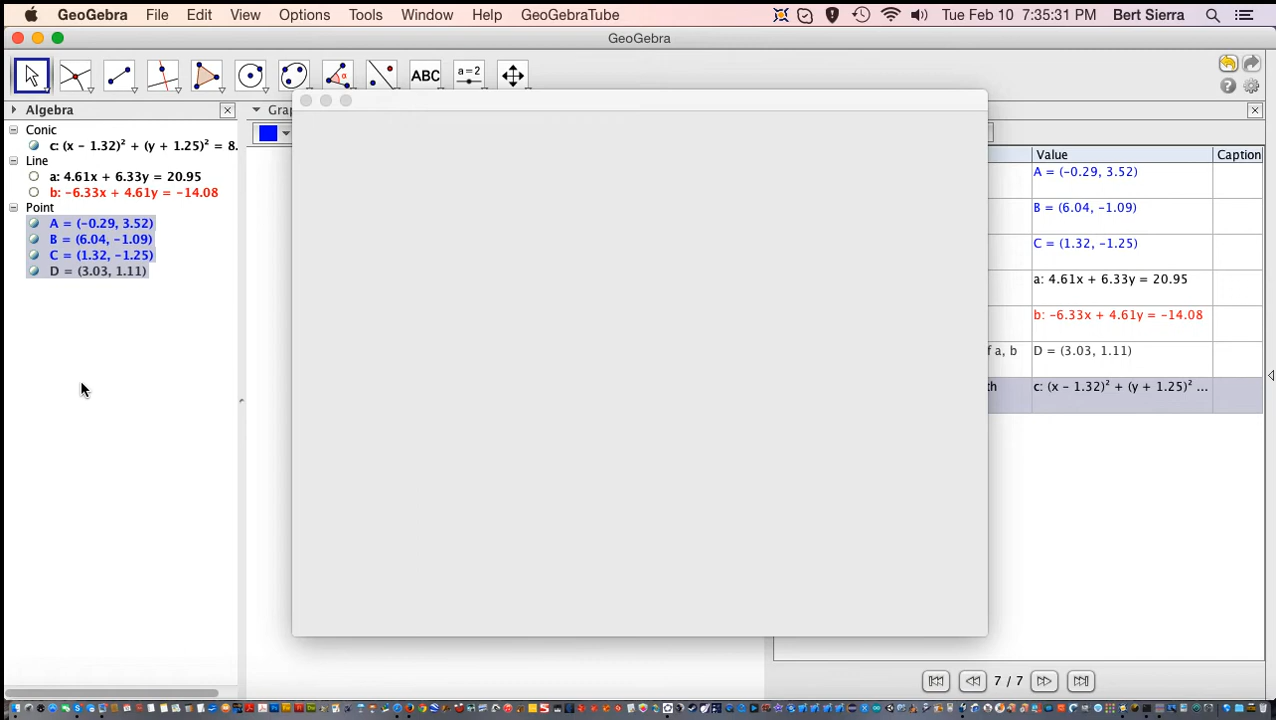 GeoGebra File Edit View Options Tools Window Help GeoGebraTube Tue Feb 10 7:35:31 PM Bert Sierra
GeoGebra
ABC
a=2
Algebra
Conic
c: (x − 1.32)² + (y + 1.25)² = 8.
Line
a: 4.61x + 6.33y = 20.95
b: −6.33x + 4.61y = −14.08
Point
A = (−0.29, 3.52)
B = (6.04, −1.09)
C = (1.32, −1.25)
D = (3.03, 1.11)
Value Caption
A = (−0.29, 3.52)
B = (6.04, −1.09)
C = (1.32, −1.25)
a: 4.61x + 6.33y = 20.95
b: −6.33x + 4.61y = −14.08
f a, b D = (3.03, 1.11)
th c: (x − 1.32)² + (y + 1.25)² ...
7 / 7